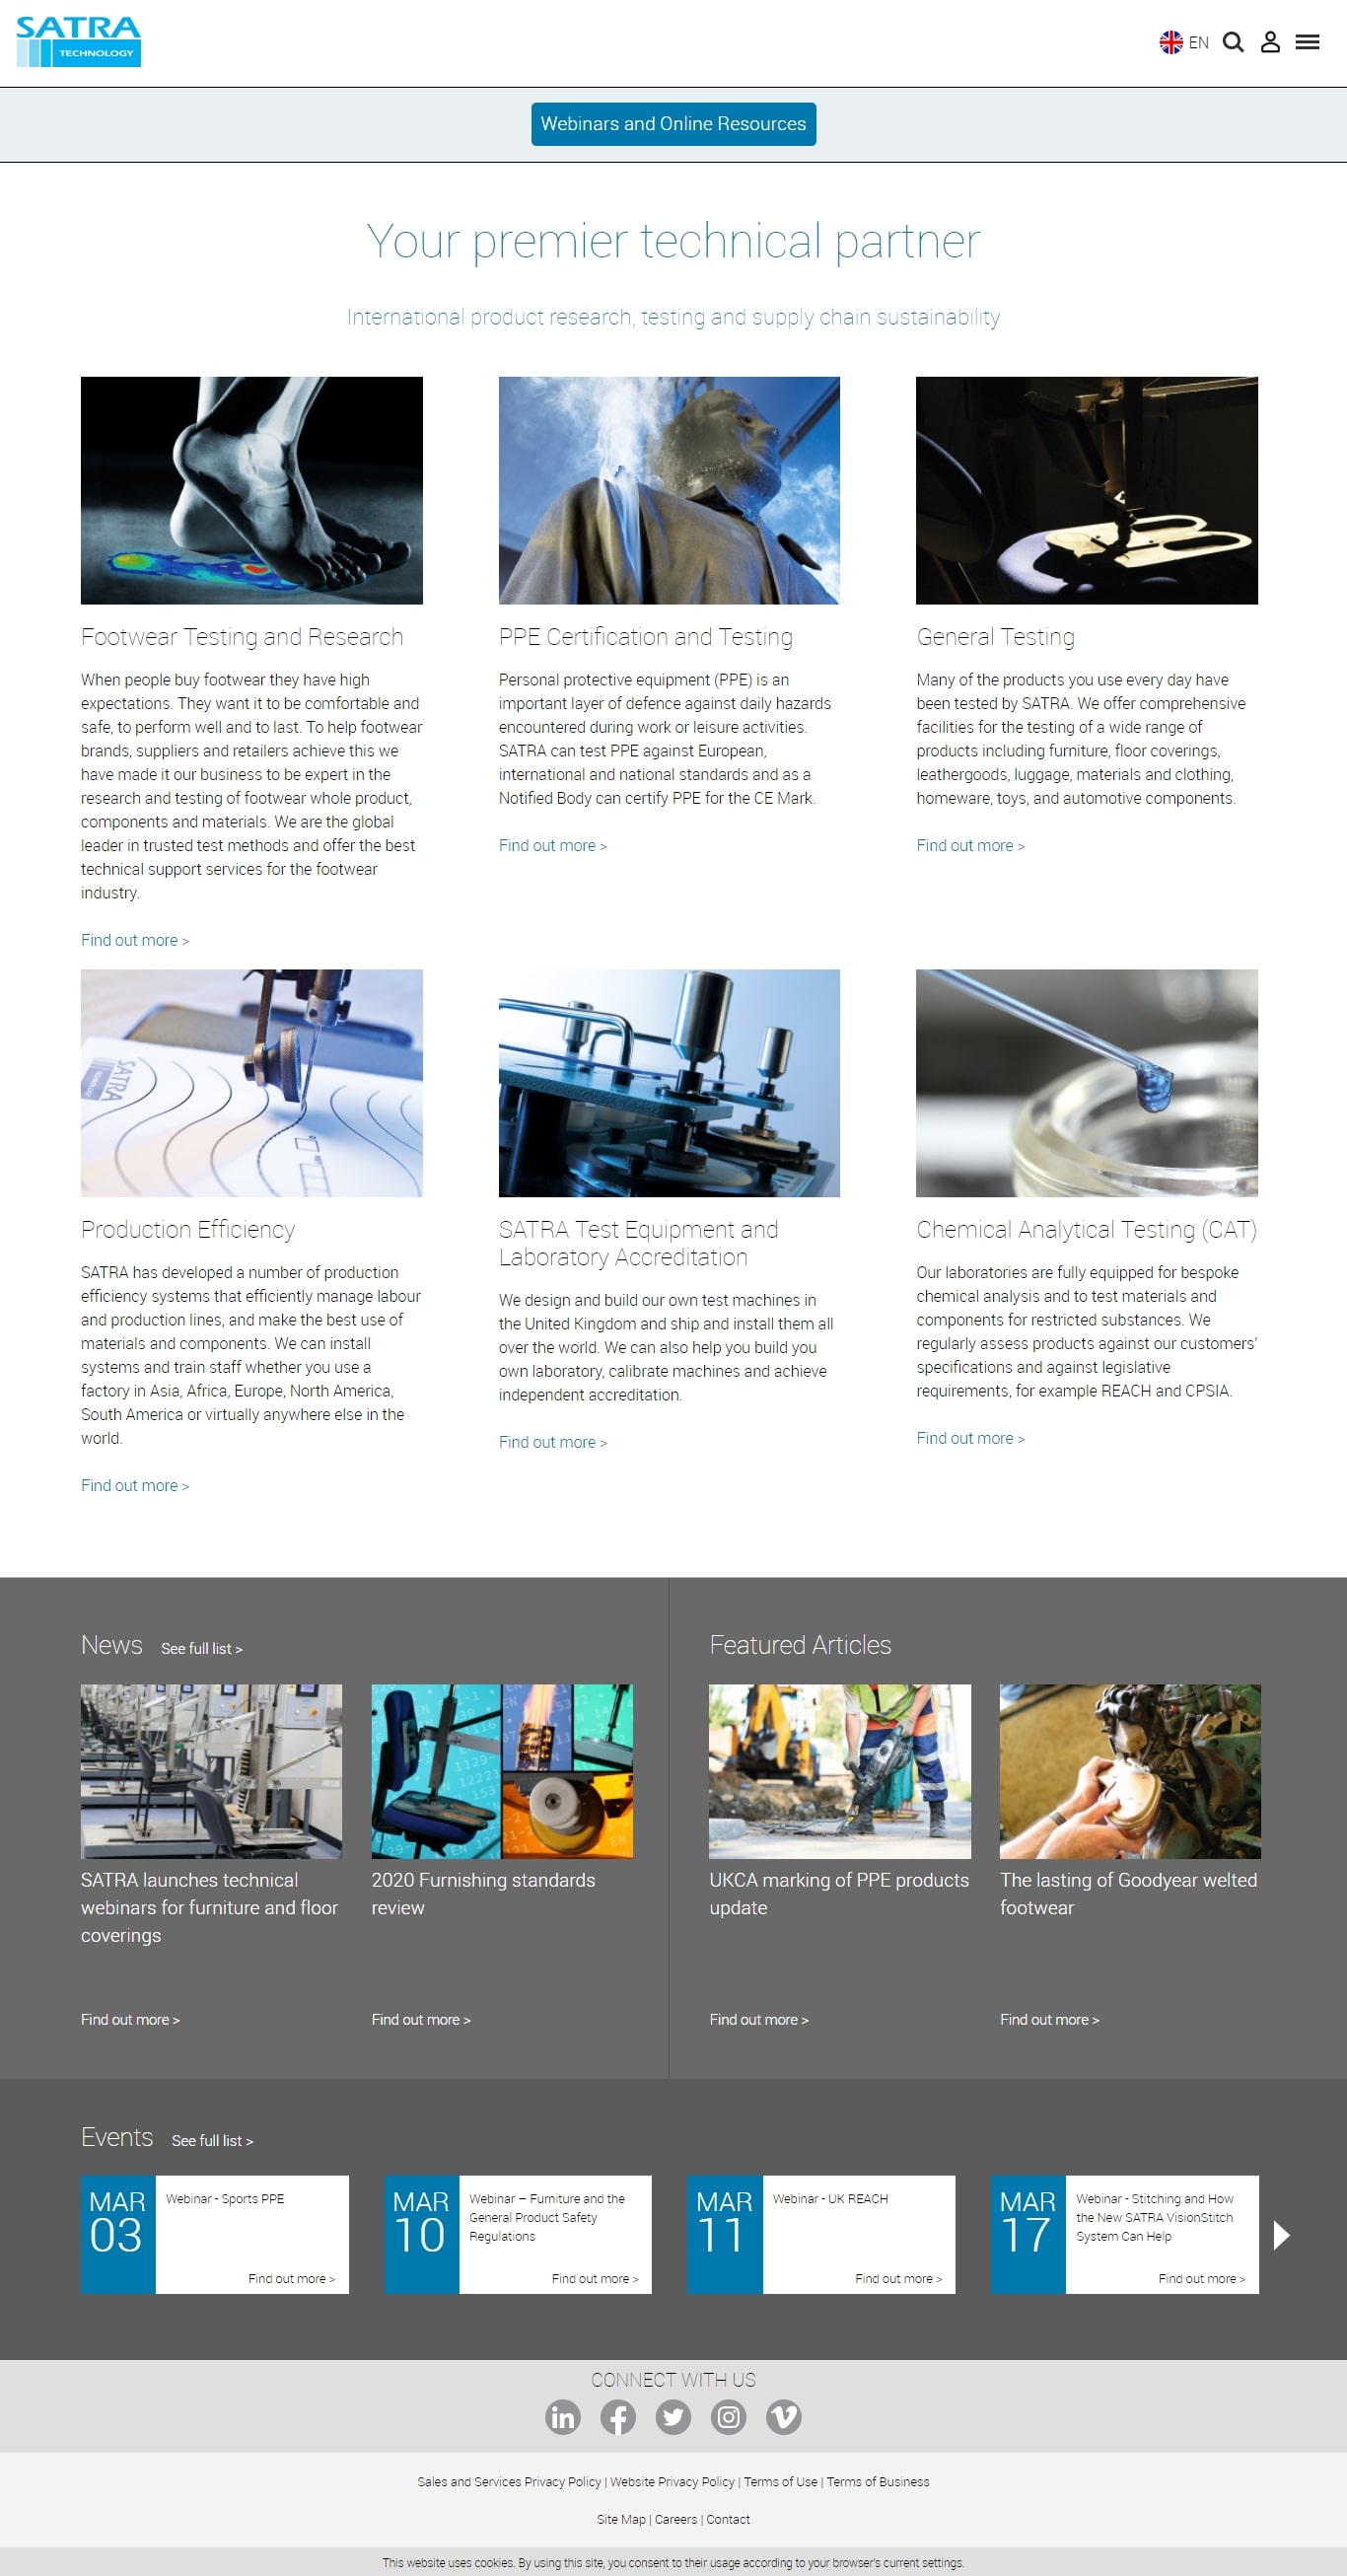 SATRA
TECHNOLOGY
EN
Webinars and Online Resources
Your premier technical partner
International product research, testing and supply chain sustainability
Footwear Testing and Research
When people buy footwear they have high
expectations. They want it to be comfortable and
safe, to perform well and to last. To help footwear
brands, suppliers and retailers achieve this we
have made it our business to be expert in the
research and testing of footwear whole product,
components and materials. We are the global
leader in trusted test methods and offer the best
technical support services for the footwear
industry.
Find out more >
PPE Certification and Testing
Personal protective equipment (PPE) is an
important layer of defence against daily hazards
encountered during work or leisure activities.
SATRA can test PPE against European,
international and national standards and as a
Notified Body can certify PPE for the CE Mark.
Find out more >
General Testing
Many of the products you use every day have
been tested by SATRA. We offer comprehensive
facilities for the testing of a wide range of
products including furniture, floor coverings,
leathergoods, luggage, materials and clothing,
homeware, toys, and automotive components.
Find out more >
SATRA
Production Efficiency
SATRA has developed a number of production
efficiency systems that efficiently manage labour
and production lines, and make the best use of
materials and components. We can install
systems and train staff whether you use a
factory in Asia, Africa, Europe, North America,
South America or virtually anywhere else in the
world.
Find out more >
SATRA Test Equipment and
Laboratory Accreditation
We design and build our own test machines in
the United Kingdom and ship and install them all
over the world. We can also help you build you
own laboratory, calibrate machines and achieve
independent accreditation.
Find out more >
Chemical Analytical Testing (CAT)
Our laboratories are fully equipped for bespoke
chemical analysis and to test materials and
components for restricted substances. We
regularly assess products against our customers'
specifications and against legislative
requirements, for example REACH and CPSIA.
Find out more >
News See full list >
SATRA launches technical
webinars for furniture and floor
coverings
Find out more >
2020 Furnishing standards
review
Find out more >
Featured Articles
UKCA marking of PPE products
update
Find out more >
The lasting of Goodyear welted
footwear
Find out more >
Events See full list >
MAR
03
Webinar - Sports PPE
Find out more >
MAR
10
Webinar – Furniture and the
General Product Safety
Regulations
Find out more >
MAR
11
Webinar - UK REACH
Find out more >
MAR
17
Webinar - Stitching and How
the New SATRA VisionStitch
System Can Help
Find out more >
CONNECT WITH US
Sales and Services Privacy Policy | Website Privacy Policy | Terms of Use | Terms of Business
Site Map | Careers | Contact
This website uses cookies. By using this site, you consent to their usage according to your browser's current settings.